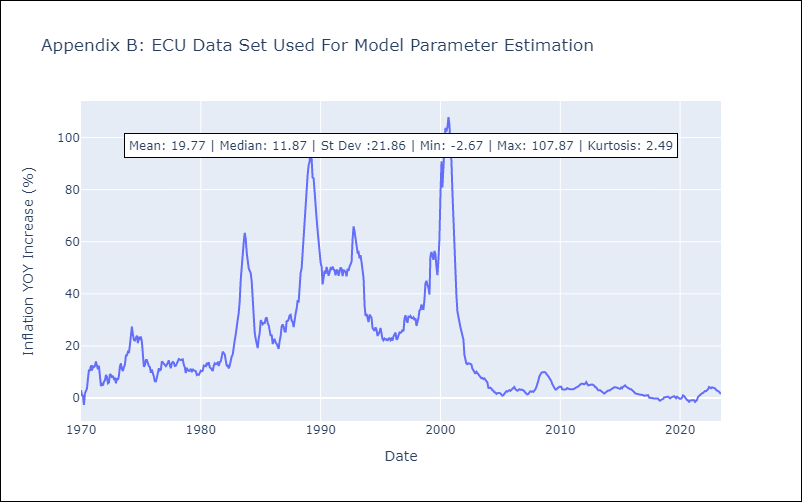 Appendix B: ECU Data Set Used For Model Parameter Estimation
Mean: 19.77 | Median: 11.87 | St Dev :21.86 | Min: -2.67 | Max: 107.87 | Kurtosis: 2.49
Inflation YOY Increase (%)
100
80
60
40
20
0
1970 1980 1990 2000 2010 2020
Date